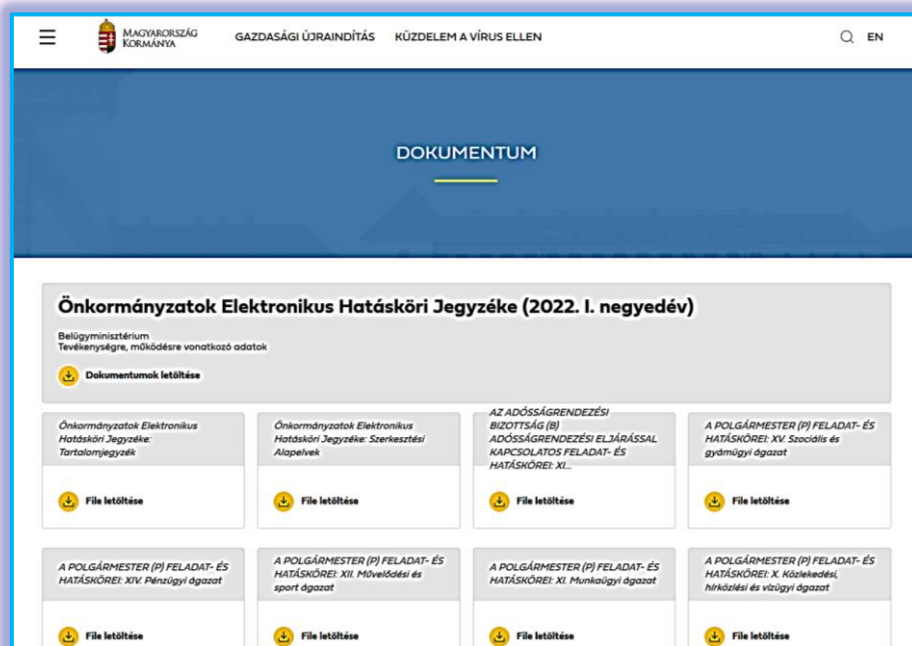 MAGYARORSZÁG
KORMÁNYA
GAZDASÁGI ÚJRAINDÍTÁS KÜZDELEM A VÍRUS ELLEN
EN
DOKUMENTUM
Önkormányzatok Elektronikus Hatásköri Jegyzéke (2022. I. negyedév)
Belügyminisztérium
Tevékenységre, működésre vonatkozó adatok
Dokumentumok letöltése
Önkormányzatok Elektronikus
Hatásköri Jegyzéke:
Tartalomjegyzék
File letöltése
Önkormányzatok Elektronikus
Hatásköri Jegyzéke: Szerkesztési
Alapelvek
File letöltése
AZ ADÓSSÁGRENDEZÉSI
BIZOTTSÁG (B)
ADÓSSÁGRENDEZÉSI ELJÁRÁSSAL
KAPCSOLATOS FELADAT- ÉS
HATÁSKÖREI: XI...
File letöltése
A POLGÁRMESTER (P) FELADAT- ÉS
HATÁSKÖREI: XV. Szociális és
gyámügyi ágazat
File letöltése
A POLGÁRMESTER (P) FELADAT- ÉS
HATÁSKÖREI: XIV. Pénzügyi ágazat
File letöltése
A POLGÁRMESTER (P) FELADAT- ÉS
HATÁSKÖREI: XII. Művelődési és
sport ágazat
File letöltése
A POLGÁRMESTER (P) FELADAT- ÉS
HATÁSKÖREI: XI. Munkaügyi ágazat
File letöltése
A POLGÁRMESTER (P) FELADAT- ÉS
HATÁSKÖREI: X. Közlekedési,
hírközlési és vízügyi ágazat
File letöltése